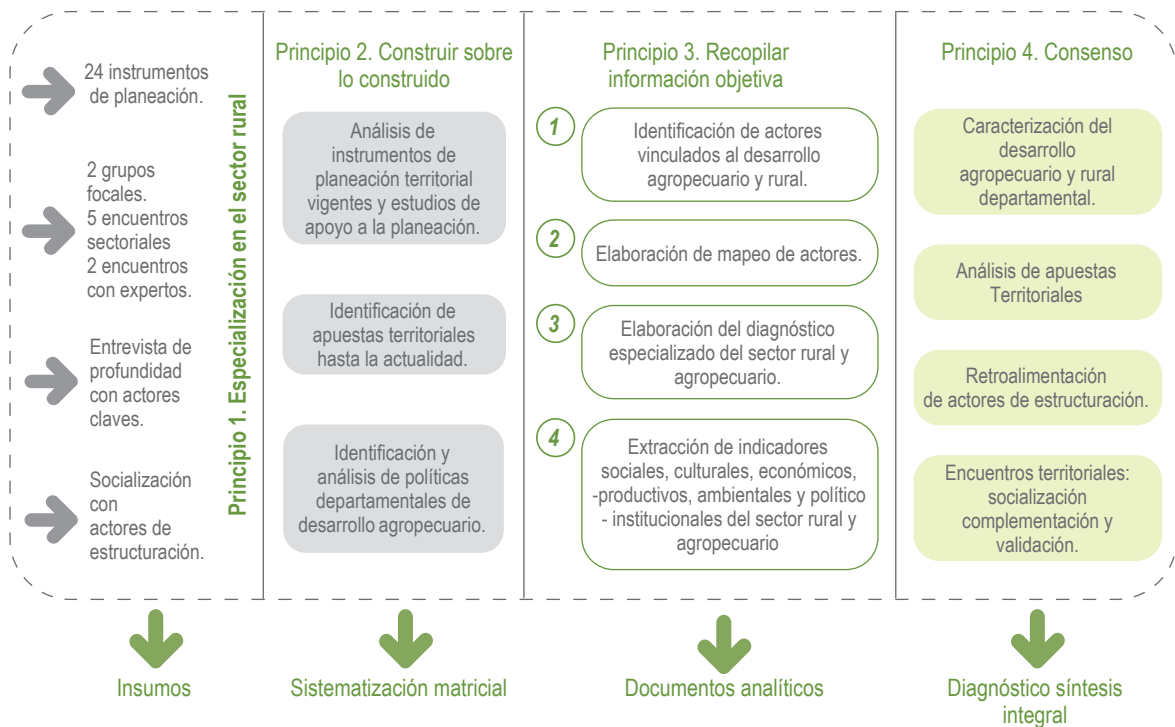 24 instrumentos
de planeación.
2 grupos
focales.
5 encuentros
sectoriales
2 encuentros
con expertos.
Entrevista de
profundidad
con actores
claves.
Socialización
con
actores de
estructuración.
Principio 1. Especialización en el sector rural
Insumos
Principio 2. Construir sobre
lo construido
Análisis de
instrumentos de
planeación territorial
vigentes y estudios de
apoyo a la planeación.
Identificación de
apuestas territoriales
hasta la actualidad.
Identificación y
análisis de políticas
departamentales de
desarrollo agropecuario.
Sistematización matricial
Principio 3. Recopilar
información objetiva
1
Identificación de actores
vinculados al desarrollo
agropecuario y rural.
2
Elaboración de mapeo de actores.
3
Elaboración del diagnóstico
especializado del sector rural y
agropecuario.
4
Extracción de indicadores
sociales, culturales, económicos,
-productivos, ambientales y político
- institucionales del sector rural y
agropecuario
Documentos analíticos
Principio 4. Consenso
Caracterización del
desarrollo
agropecuario y rural
departamental.
Análisis de apuestas
Territoriales
Retroalimentación
de actores de estructuración.
Encuentros territoriales:
socialización
complementación y
validación.
Diagnóstico síntesis
integral